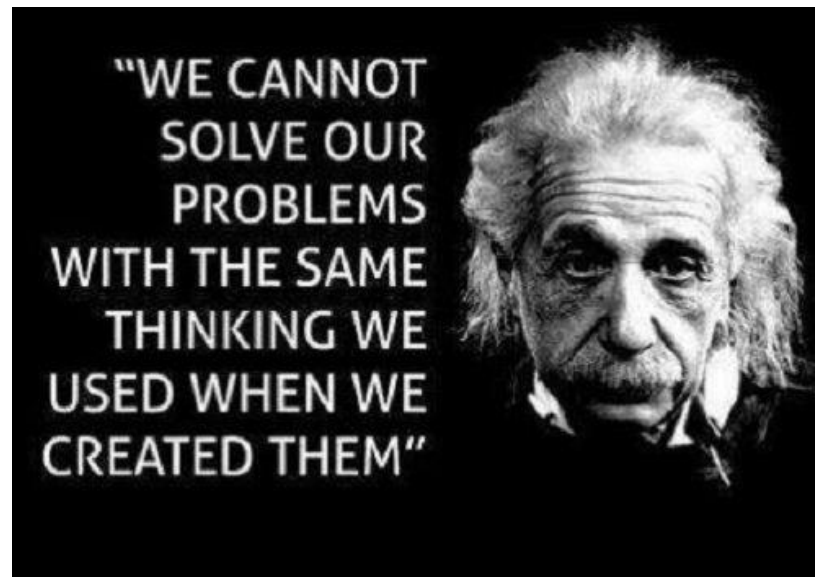 “WE CANNOT
SOLVE OUR
PROBLEMS
WITH THE SAME
THINKING WE
USED WHEN WE
CREATED THEM“